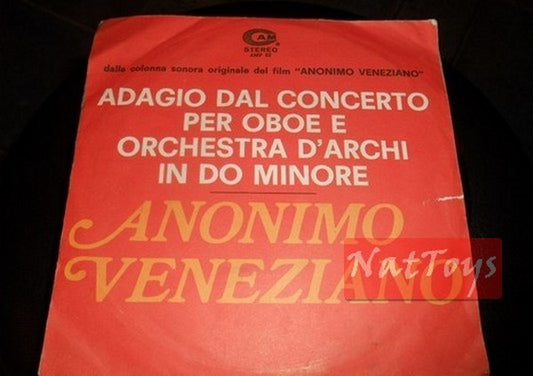 CAM
STEREO
AMP 82
dalla colonna sonora originale del film "ANONIMO VENEZIANO"
ADAGIO DAL CONCERTO
PER OBOE E
ORCHESTRA D'ARCHI
IN DO MINORE
ANONIMO
VENEZIANO
NatToys